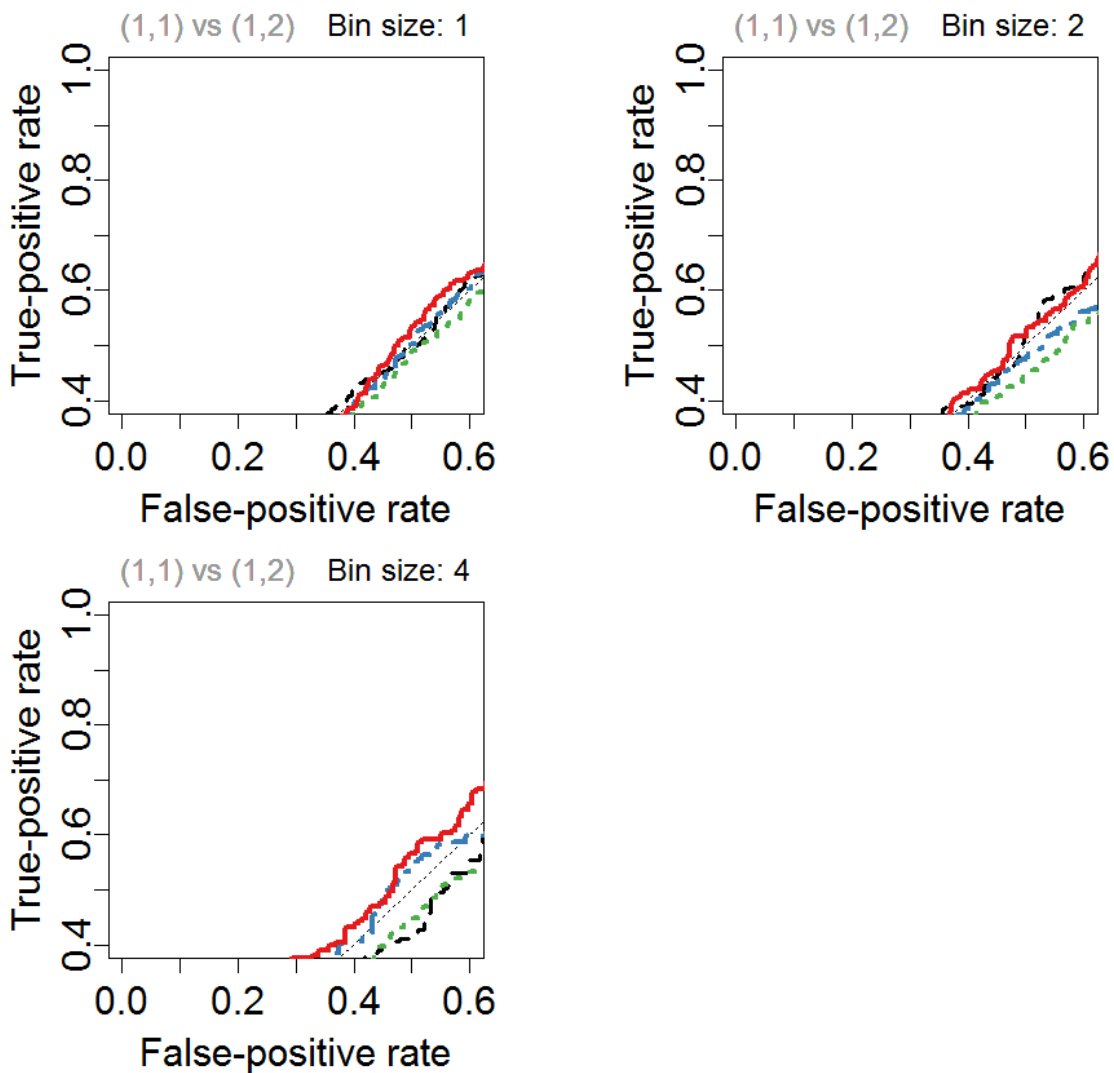 (1,1) vs (1,2) Bin size: 1
True-positive rate
1.0
0.8
0.6
0.4
0.0 0.2 0.4 0.6
False-positive rate
(1,1) vs (1,2) Bin size: 2
True-positive rate
1.0
0.8
0.6
0.4
0.0 0.2 0.4 0.6
False-positive rate
(1,1) vs (1,2) Bin size: 4
True-positive rate
1.0
0.8
0.6
0.4
0.0 0.2 0.4 0.6
False-positive rate